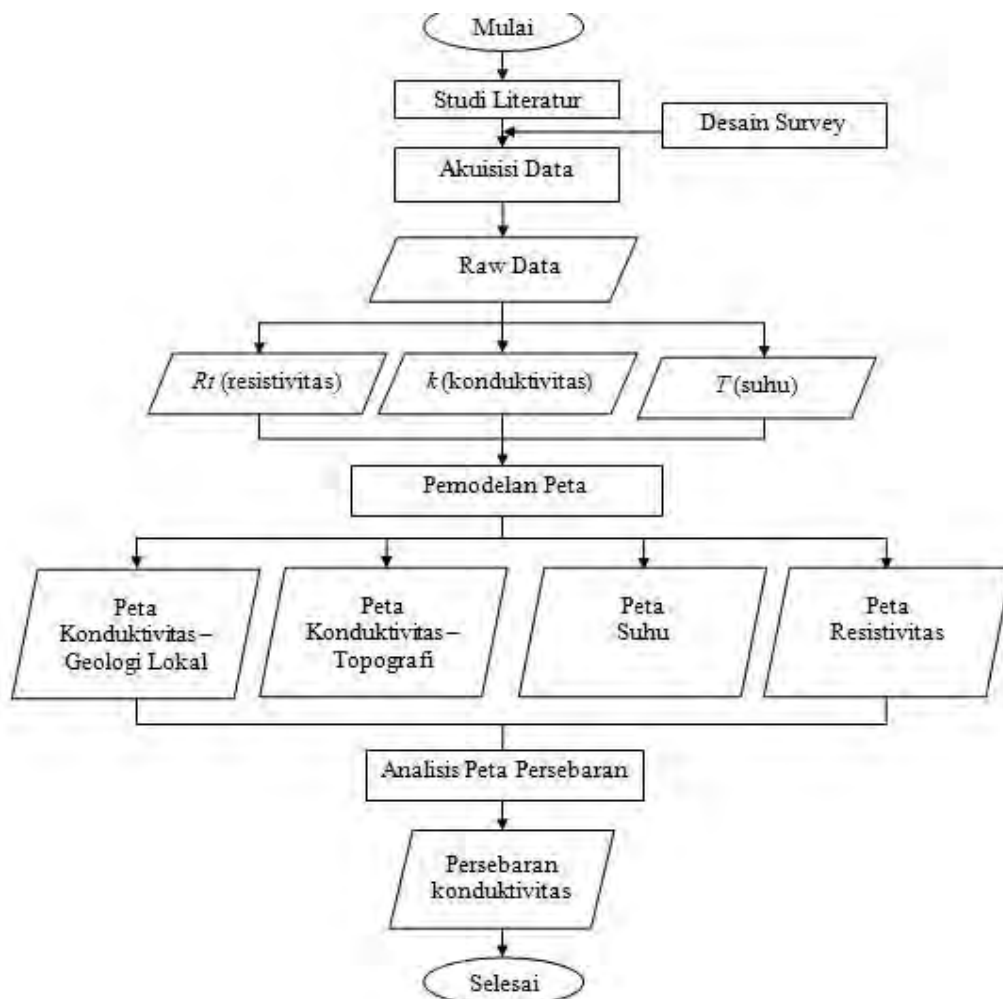 Mulai
Studi Literatur
Desain Survey
Akuisisi Data
Raw Data
Rt (resistivitas)
k (konduktivitas)
T (suhu)
Pemodelan Peta
Peta
Konduktivitas–
Geologi Lokal
Peta
Konduktivitas–
Topografi
Peta
Suhu
Peta
Resistivitas
Analisis Peta Persebaran
Persebaran
konduktivitas
Selesai